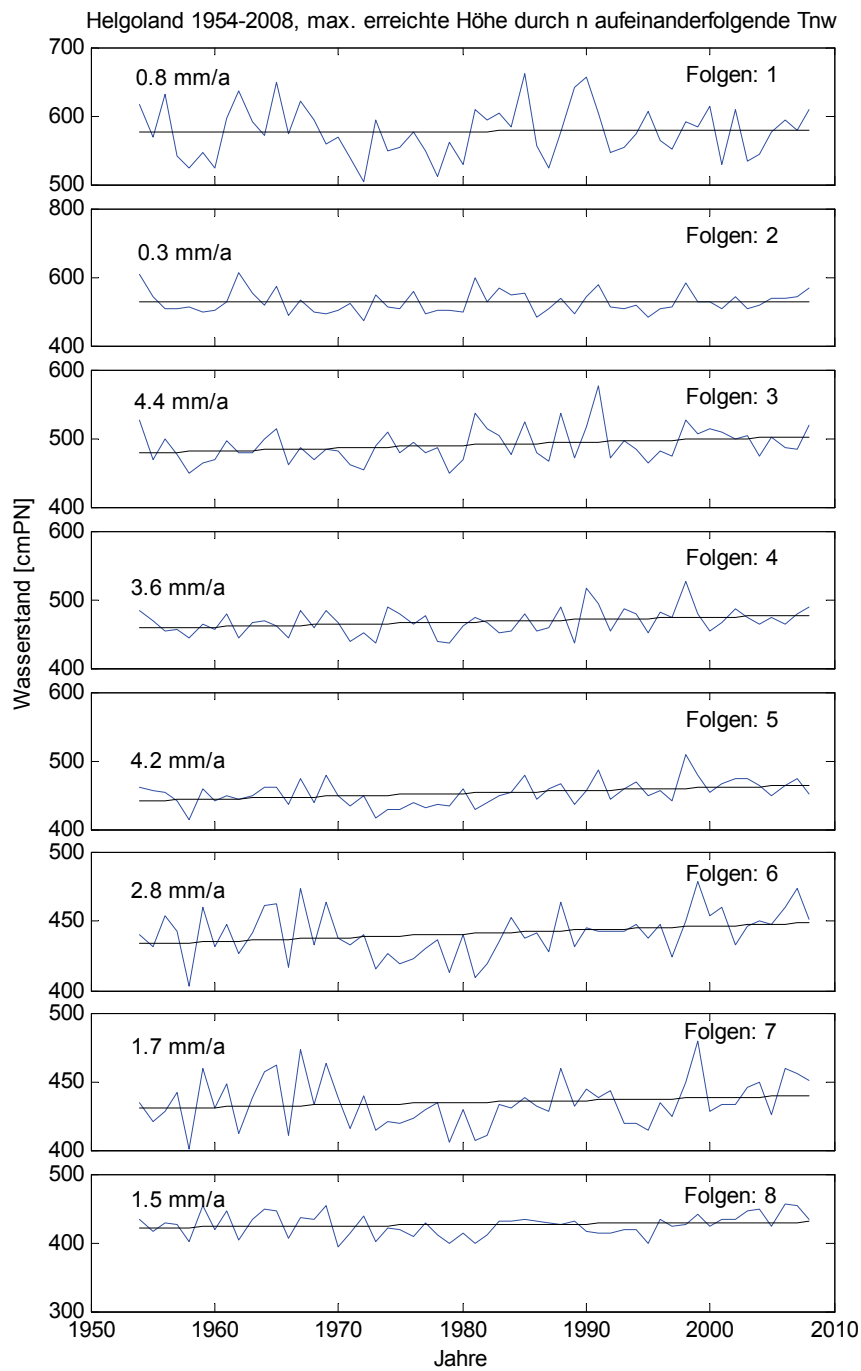 Helgoland 1954-2008, max. erreichte Höhe durch n aufeinanderfolgende Tnw
700
0.8 mm/a
Folgen: 1
600
500
800
0.3 mm/a
Folgen: 2
600
400
600
4.4 mm/a
Folgen: 3
500
400
600
3.6 mm/a
Folgen: 4
500
400
600
4.2 mm/a
Folgen: 5
500
400
500
2.8 mm/a
Folgen: 6
450
400
500
1.7 mm/a
Folgen: 7
450
400
500
1.5 mm/a
Folgen: 8
400
300
Wasserstand [cmPN]
1950 1960 1970 1980 1990 2000 2010
Jahre